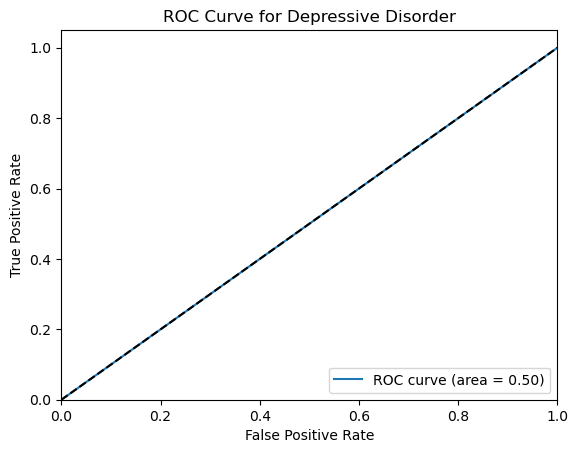 ROC Curve for Depressive Disorder
1.0
0.8
0.6
0.4
0.2
0.0
True Positive Rate
ROC curve (area = 0.50)
0.0 0.2 0.4 0.6 0.8 1.0
False Positive Rate